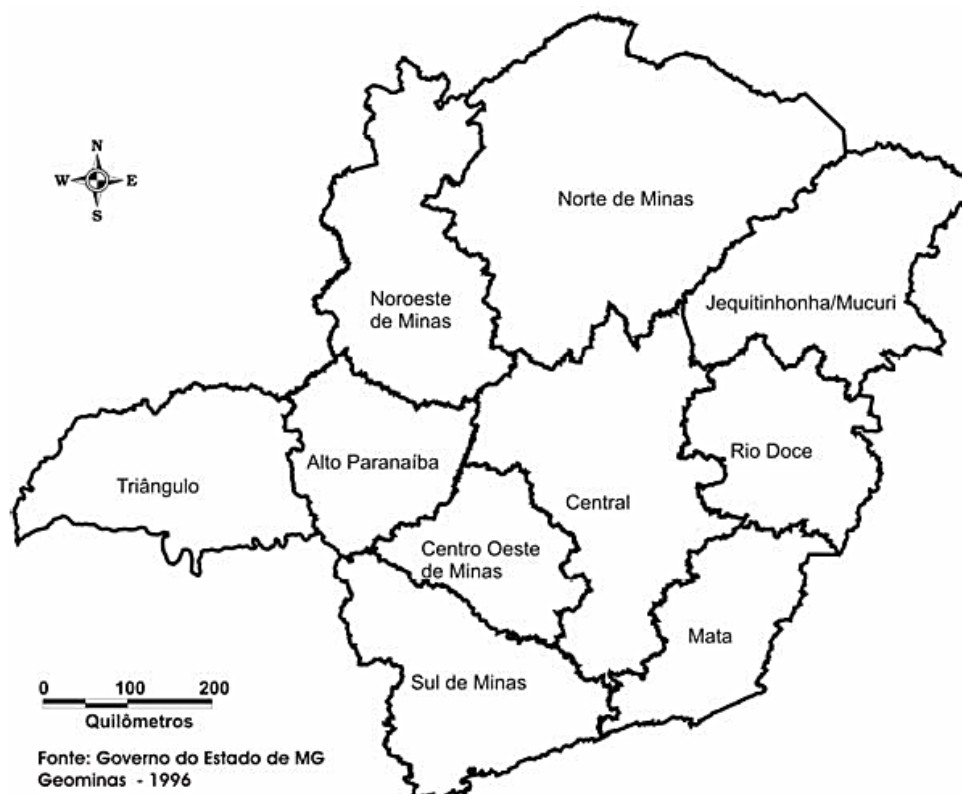 N
W E
S
Norte de Minas
Jequitinhonha/Mucuri
Noroeste
de Minas
Rio Doce
Alto Paranaíba
Triângulo
Central
Centro Oeste
de Minas
Mata
Sul de Minas
0 100 200
Quilômetros
Fonte: Governo do Estado de MG
Geominas - 1996